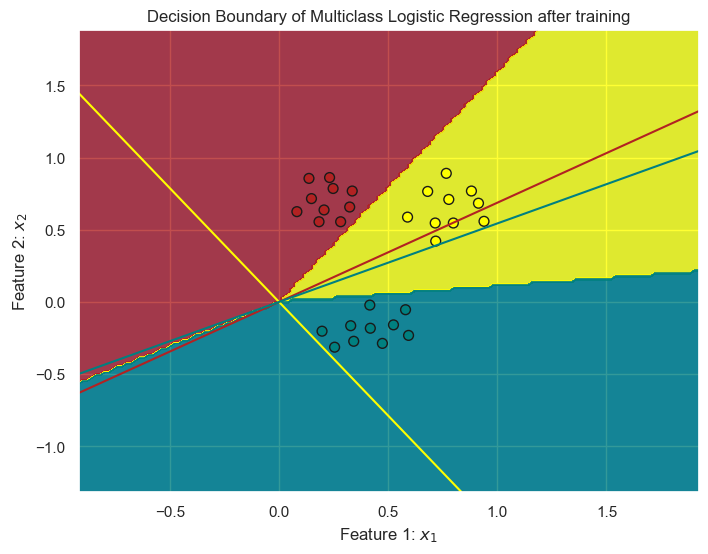 Decision Boundary of Multiclass Logistic Regression after training
1.5
1.0
0.5
0.0
−0.5
−1.0
Feature 2: x₂
−0.5 0.0 0.5 1.0 1.5
Feature 1: x₁